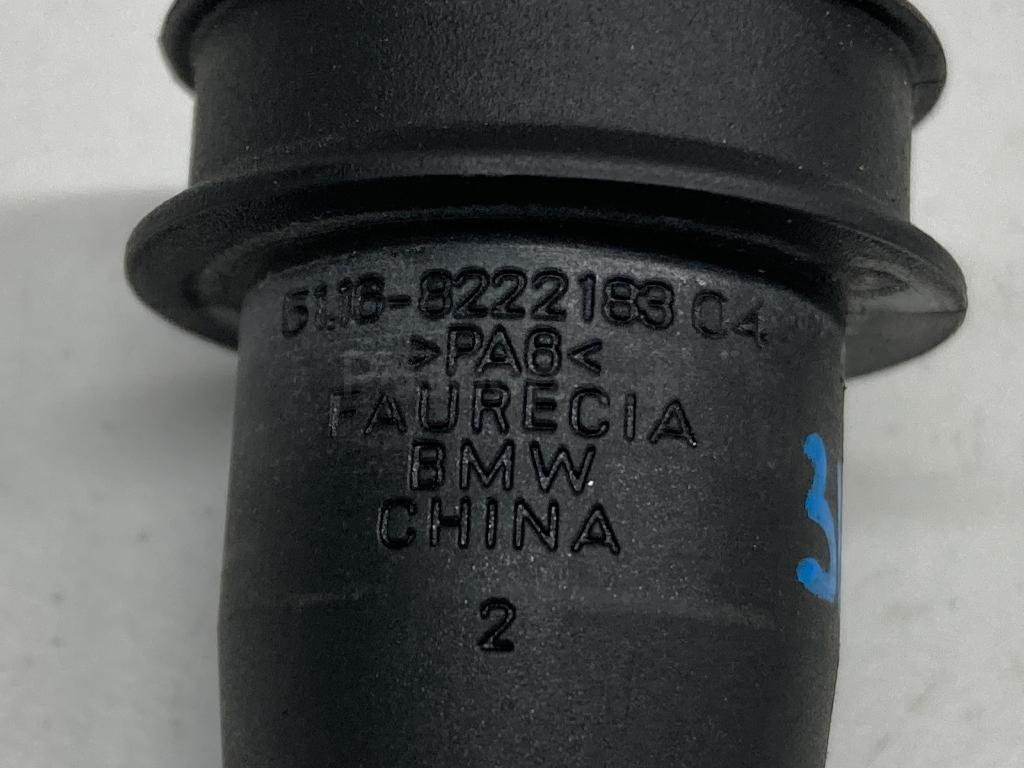 51.16-8222183 04
>PA6<
FAURECIA
BMW
CHINA
2